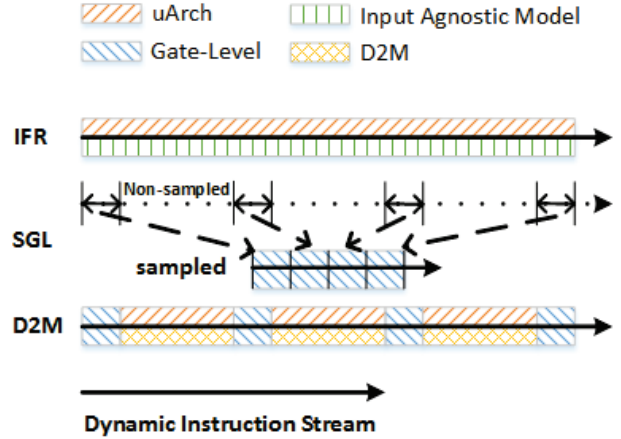 uArch
Input Agnostic Model
Gate-Level
D2M
IFR
Non-sampled
SGL
sampled
D2M
Dynamic Instruction Stream